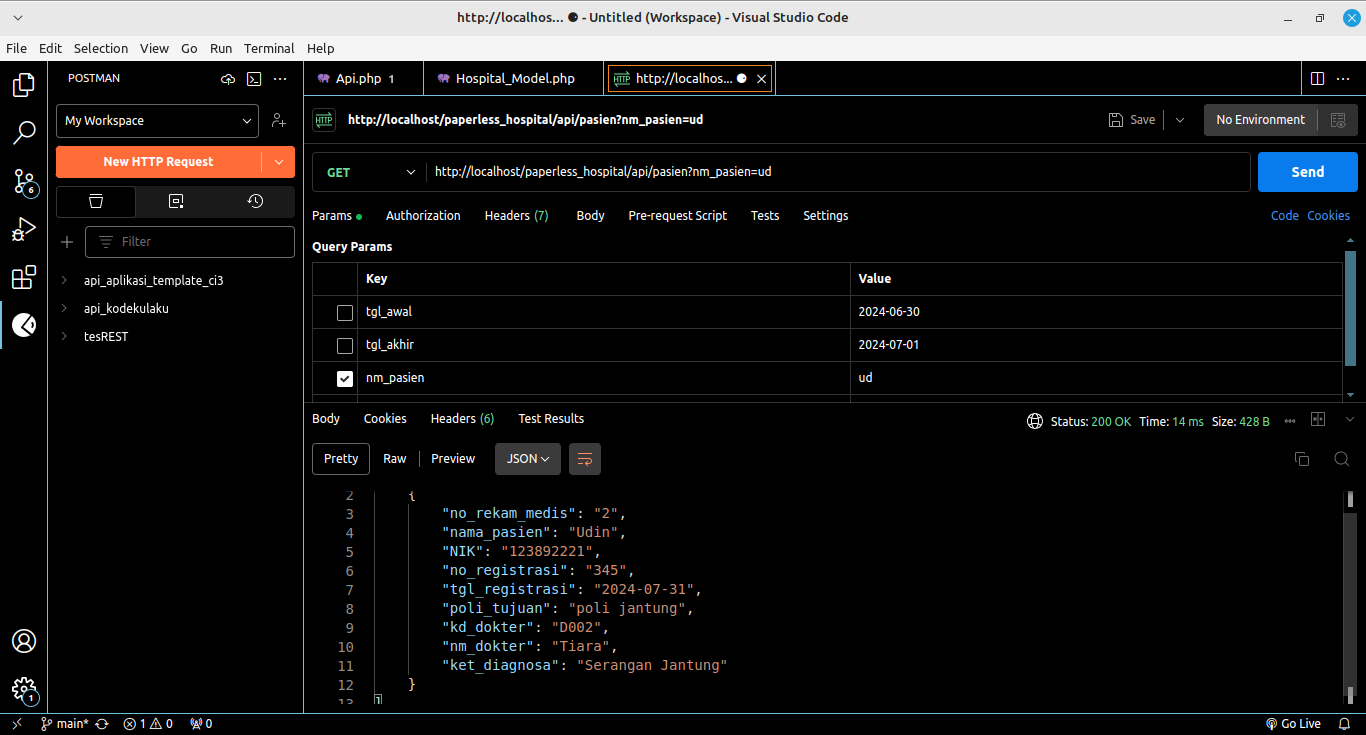 http://localhos... ● - Untitled (Workspace) - Visual Studio Code
File Edit Selection View Go Run Terminal Help
POSTMAN
Api.php 1
Hospital_Model.php
HTTP http://localhos... ●
My Workspace
HTTP http://localhost/paperless_hospital/api/pasien?nm_pasien=ud
Save
No Environment
New HTTP Request
GET http://localhost/paperless_hospital/api/pasien?nm_pasien=ud
Send
6
Params Authorization Headers (7) Body Pre-request Script Tests Settings
Code Cookies
Filter
Query Params
api_aplikasi_template_ci3
api_kodekulaku
tesREST
Key Value
tgl_awal 2024-06-30
tgl_akhir 2024-07-01
nm_pasien ud
Body Cookies Headers (6) Test Results
Status: 200 OK Time: 14 ms Size: 428 B
Pretty Raw Preview JSON
2 {
3 "no_rekam_medis": "2",
4 "nama_pasien": "Udin",
5 "NIK": "123892221",
6 "no_registrasi": "345",
7 "tgl_registrasi": "2024-07-31",
8 "poli_tujuan": "poli jantung",
9 "kd_dokter": "D002",
10 "nm_dokter": "Tiara",
11 "ket_diagnosa": "Serangan Jantung"
12 }
13 ]
1
main* 1 0 0
Go Live